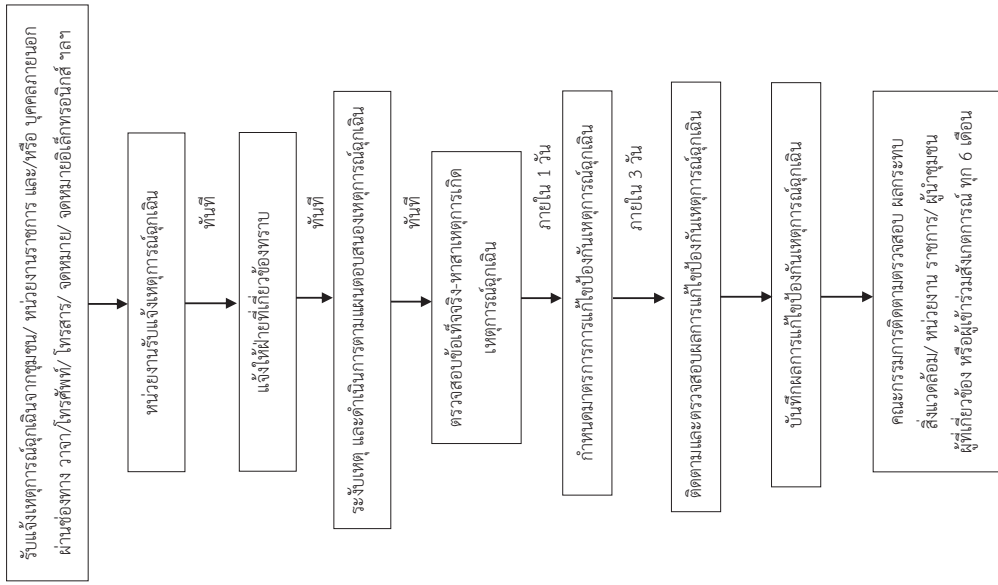 รับแจ้งเหตุการณ์ฉุกเฉินจากชุมชน/ หน่วยงานราชการ และ/หรือ บุคคลภายนอก
ผ่านช่องทาง วาจา/โทรศัพท์/ โทรสาร/ จดหมาย/ จดหมายอิเล็กทรอนิกส์ ฯลฯ
หน่วยงานรับแจ้งเหตุการณ์ฉุกเฉิน
ทันที
แจ้งให้ฝ่ายที่เกี่ยวข้องทราบ
ทันที
ระงับเหตุ และดำเนินการตามแผนตอบสนองเหตุการณ์ฉุกเฉิน
ทันที
ตรวจสอบข้อเท็จจริง-หาสาเหตุการเกิด
เหตุการณ์ฉุกเฉิน
ภายใน 1 วัน
กำหนดมาตรการการแก้ไขป้องกันเหตุการณ์ฉุกเฉิน
ภายใน 3 วัน
ติดตามและตรวจสอบผลการแก้ไขป้องกันเหตุการณ์ฉุกเฉิน
บันทึกผลการแก้ไขป้องกันเหตุการณ์ฉุกเฉิน
คณะกรรมการติดตามตรวจสอบ ผลกระทบ
สิ่งแวดล้อม/ หน่วยงาน ราชการ/ ผู้นำชุมชน
ผู้ที่เกี่ยวข้อง หรือผู้เข้าร่วมสังเกตการณ์ ทุก 6 เดือน